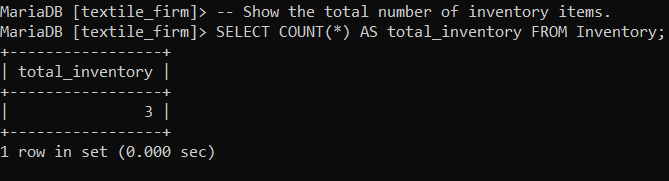 MariaDB [textile_firm]> -- Show the total number of inventory items.
MariaDB [textile_firm]> SELECT COUNT(*) AS total_inventory FROM Inventory;
+-----------------+
| total_inventory |
+-----------------+
|               3 |
+-----------------+
1 row in set (0.000 sec)